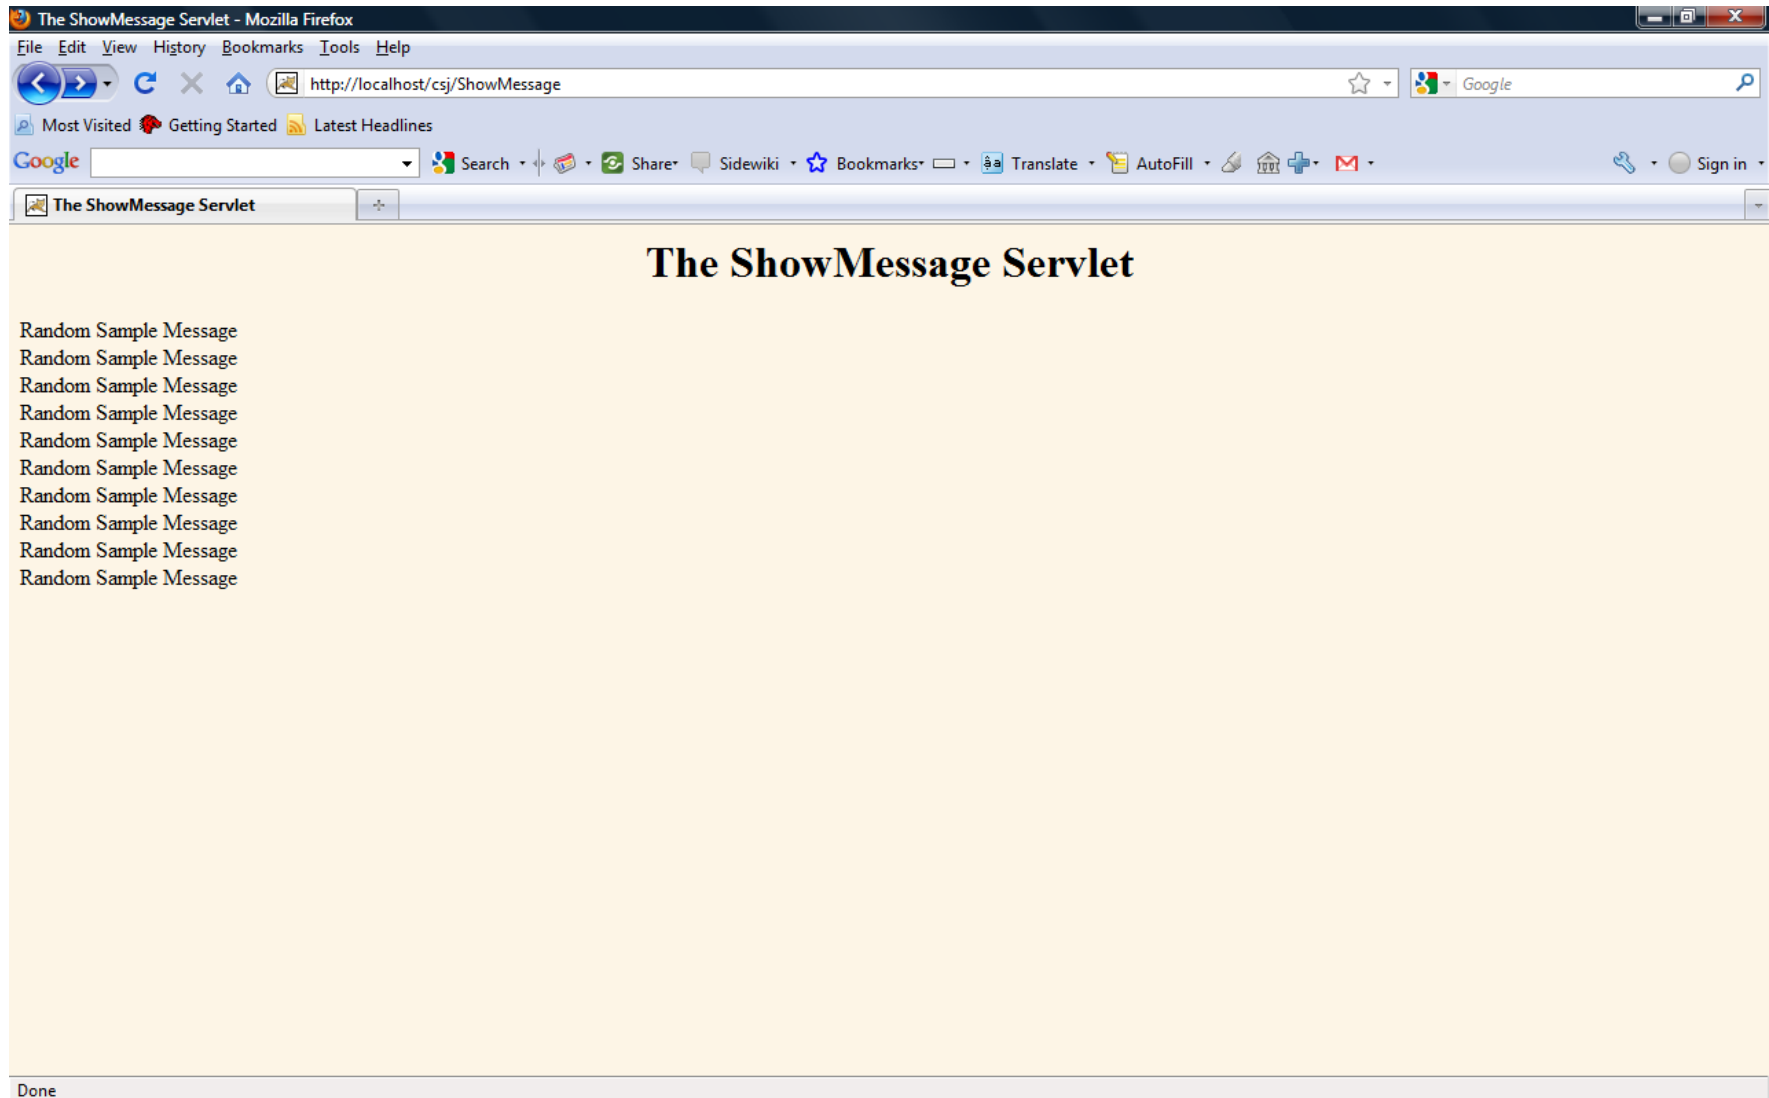 The ShowMessage Servlet - Mozilla Firefox
File Edit View History Bookmarks Tools Help
http://localhost/csj/ShowMessage Google
Most Visited Getting Started Latest Headlines
Google Search Share Sidewiki Bookmarks Translate AutoFill Sign in
The ShowMessage Servlet
The ShowMessage Servlet
Random Sample Message
Random Sample Message
Random Sample Message
Random Sample Message
Random Sample Message
Random Sample Message
Random Sample Message
Random Sample Message
Random Sample Message
Random Sample Message
Done